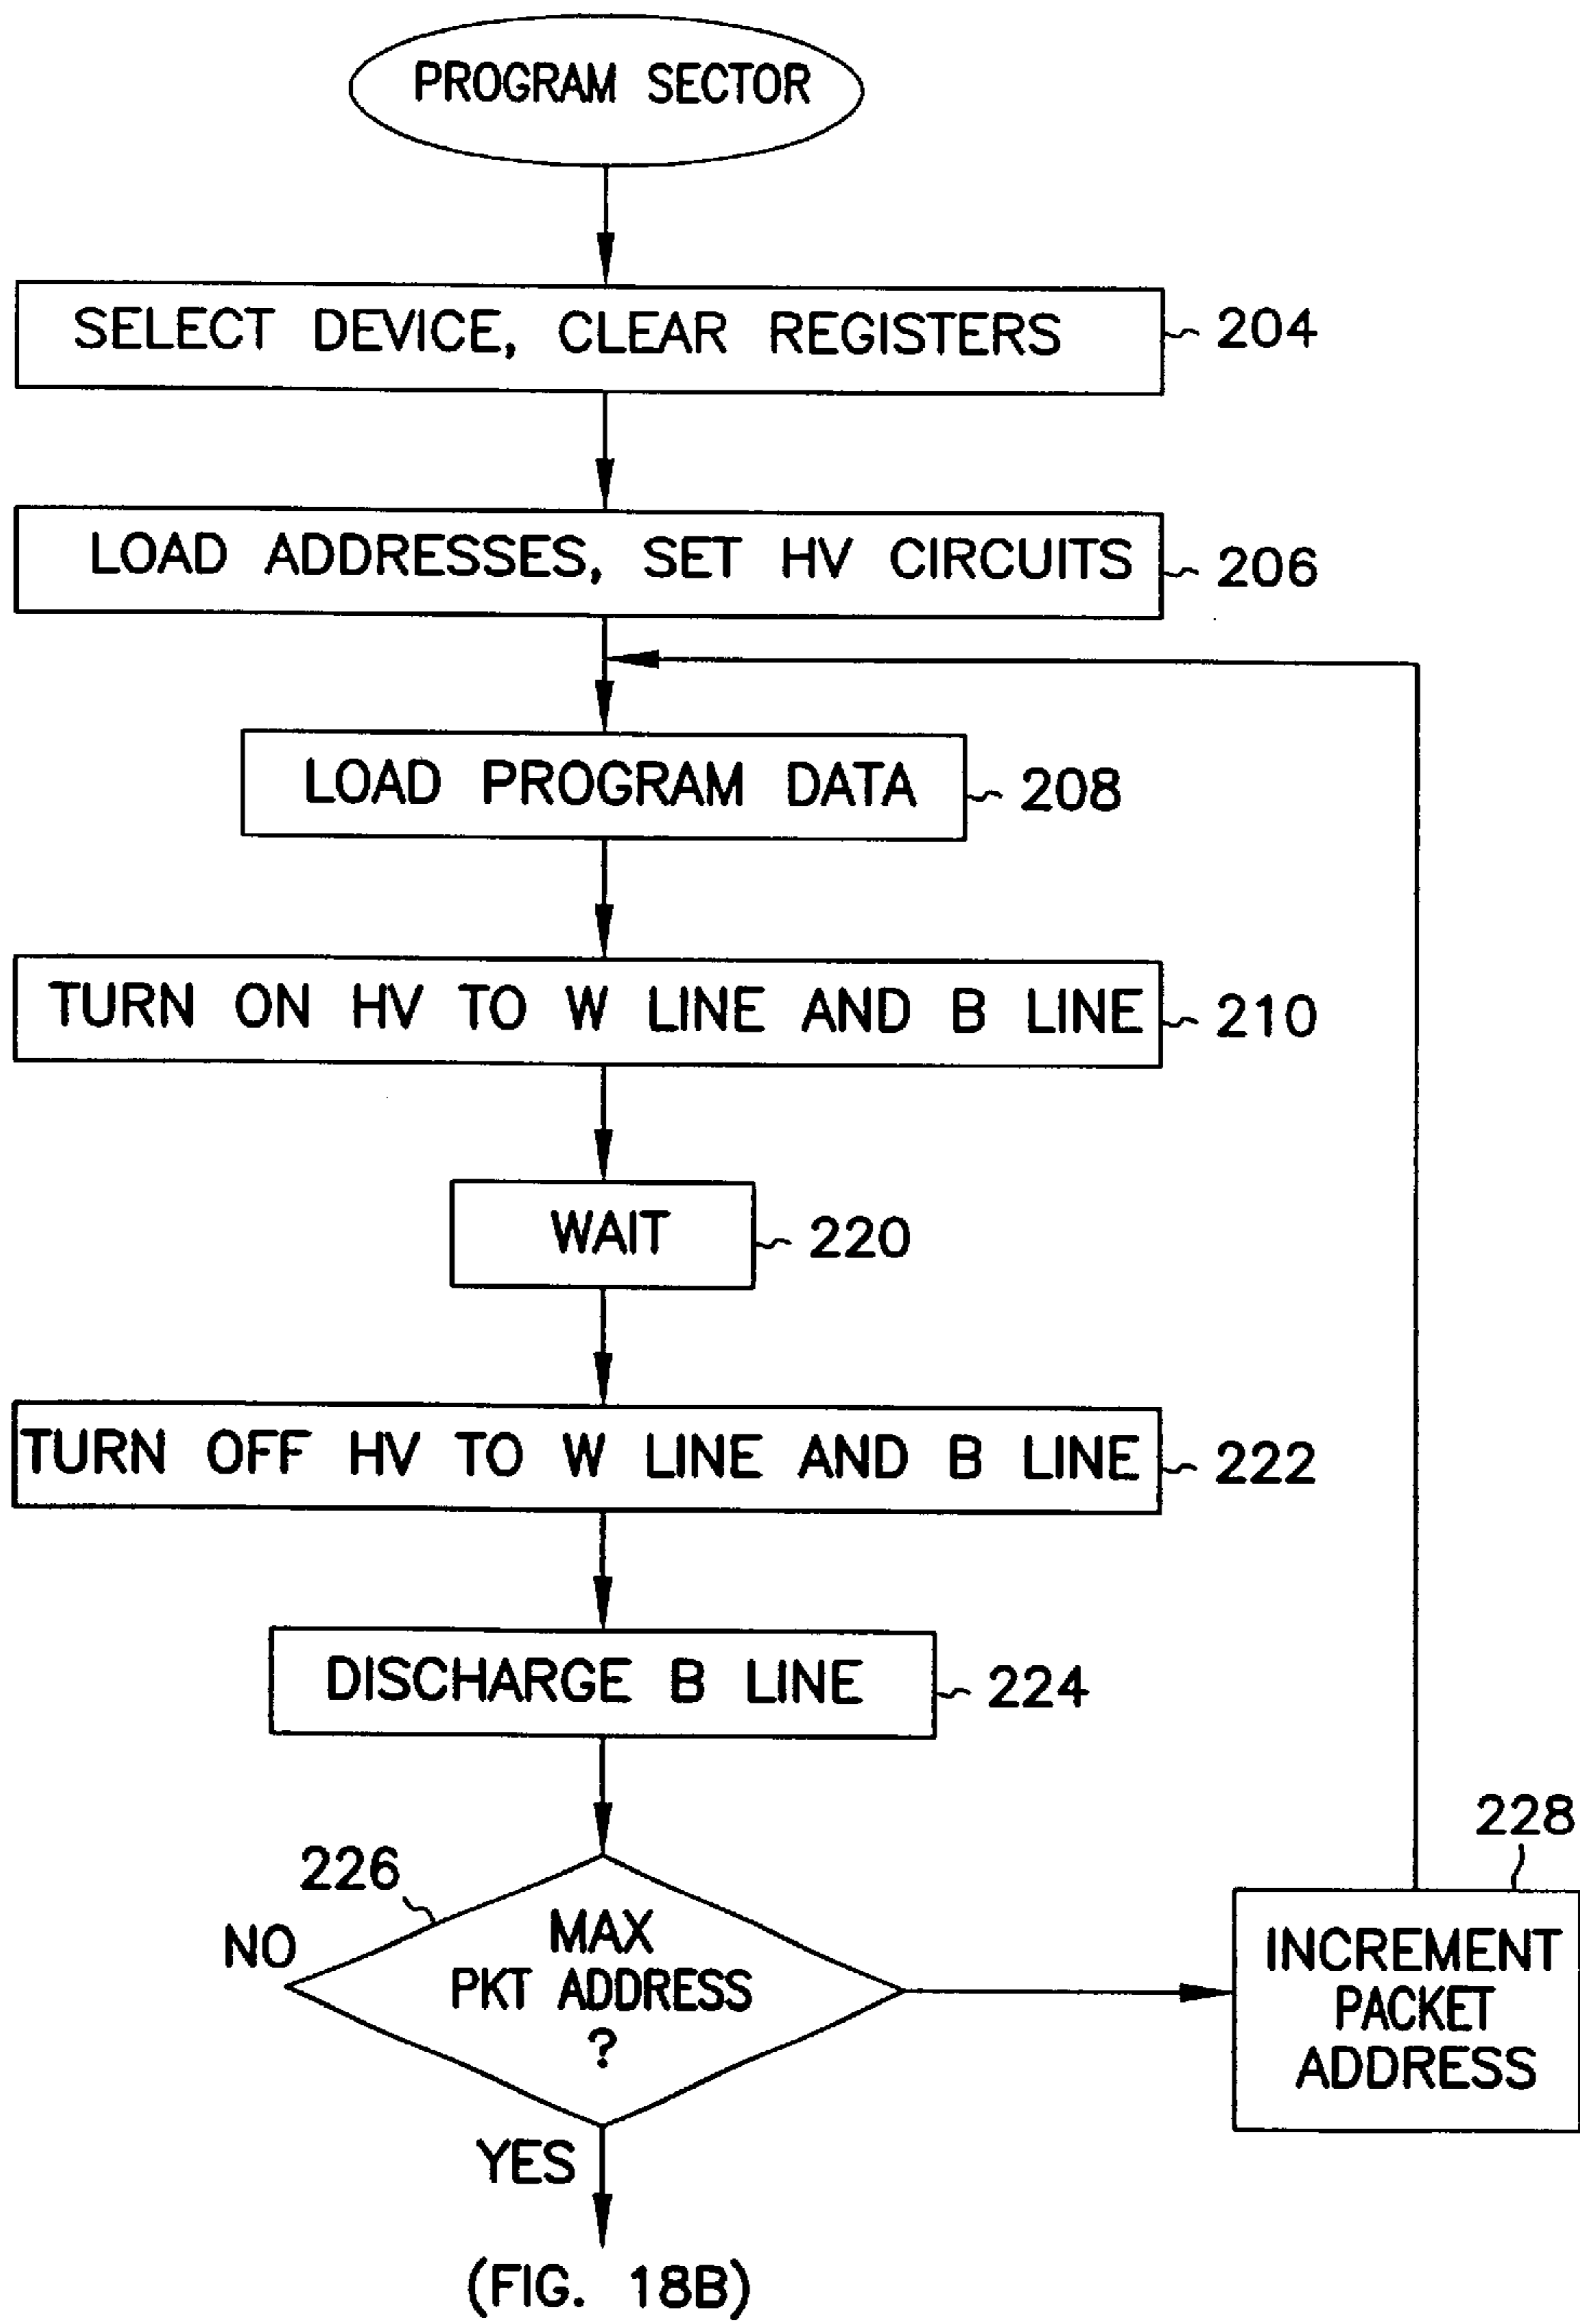 PROGRAM SECTOR
SELECT DEVICE, CLEAR REGISTERS
204
LOAD ADDRESSES, SET HV CIRCUITS
206
LOAD PROGRAM DATA
208
TURN ON HV TO W LINE AND B LINE
210
WAIT
220
TURN OFF HV TO W LINE AND B LINE
222
DISCHARGE B LINE
224
226
NO
MAX
PKT ADDRESS
?
YES
228
INCREMENT
PACKET
ADDRESS
(FIG. 18B)